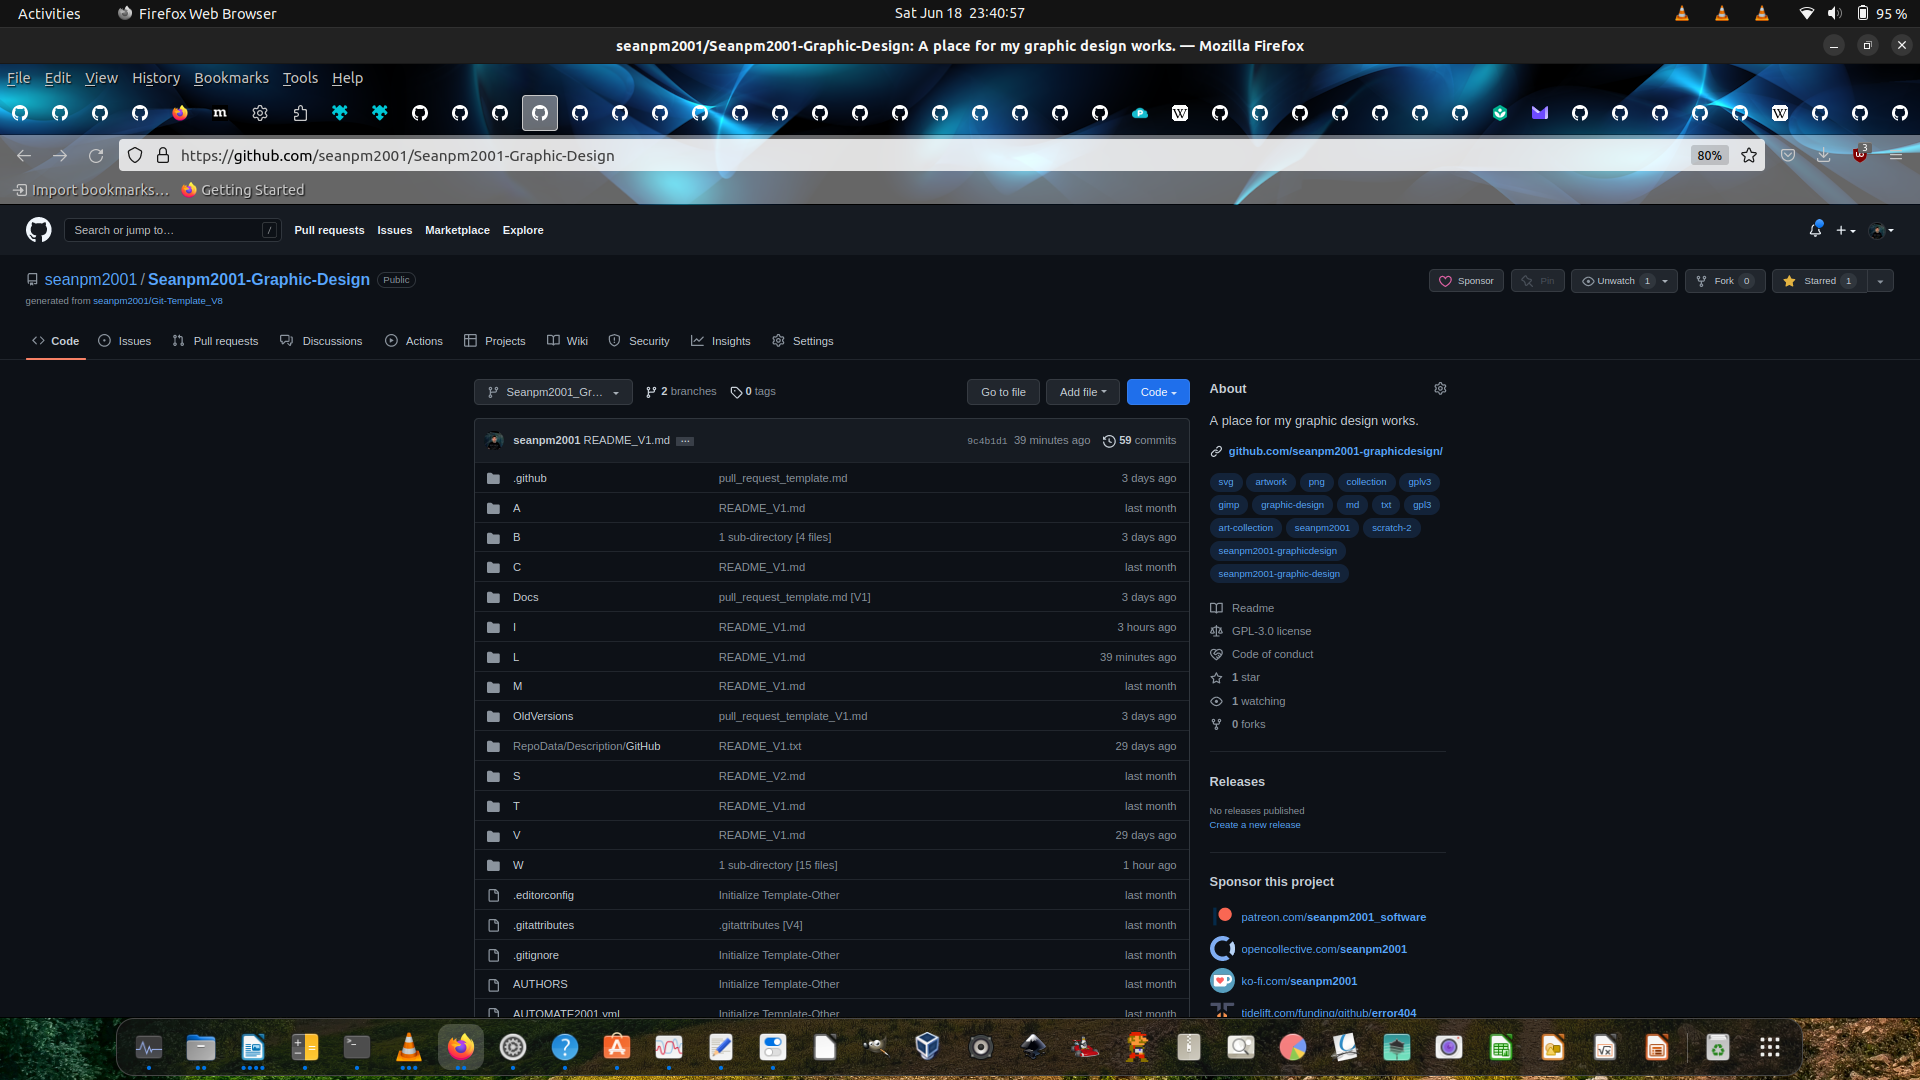 Activities Firefox Web Browser Sat Jun 18 23:40:57 95 %
seanpm2001/Seanpm2001-Graphic-Design: A place for my graphic design works. — Mozilla Firefox
File Edit View History Bookmarks Tools Help
https://github.com/seanpm2001/Seanpm2001-Graphic-Design 80% 3
Import bookmarks... Getting Started
Search or jump to... / Pull requests Issues Marketplace Explore
seanpm2001 / Seanpm2001-Graphic-Design Public Sponsor Pin Unwatch 1 Fork 0 Starred 1
generated from seanpm2001/Git-Template_V8
Code Issues Pull requests Discussions Actions Projects Wiki Security Insights Settings
Seanpm2001_Gr... 2 branches 0 tags Go to file Add file Code
seanpm2001 README_V1.md ... 9c4b1d1 39 minutes ago 59 commits
.github pull_request_template.md 3 days ago
A README_V1.md last month
B 1 sub-directory [4 files] 3 days ago
C README_V1.md last month
Docs pull_request_template.md [V1] 3 days ago
I README_V1.md 3 hours ago
L README_V1.md 39 minutes ago
M README_V1.md last month
OldVersions pull_request_template_V1.md 3 days ago
RepoData/Description/GitHub README_V1.txt 29 days ago
S README_V2.md last month
T README_V1.md last month
V README_V1.md 29 days ago
W 1 sub-directory [15 files] 1 hour ago
.editorconfig Initialize Template-Other last month
.gitattributes .gitattributes [V4] last month
.gitignore Initialize Template-Other last month
AUTHORS Initialize Template-Other last month
AUTOMATE2001.yml Initialize Template-Other last month
About
A place for my graphic design works.
github.com/seanpm2001-graphicdesign/
svg artwork png collection gplv3
gimp graphic-design md txt gpl3
art-collection seanpm2001 scratch-2
seanpm2001-graphicdesign
seanpm2001-graphic-design
Readme
GPL-3.0 license
Code of conduct
1 star
1 watching
0 forks
Releases
No releases published
Create a new release
Sponsor this project
patreon.com/seanpm2001_software
opencollective.com/seanpm2001
ko-fi.com/seanpm2001
tidelift.com/funding/github/error404